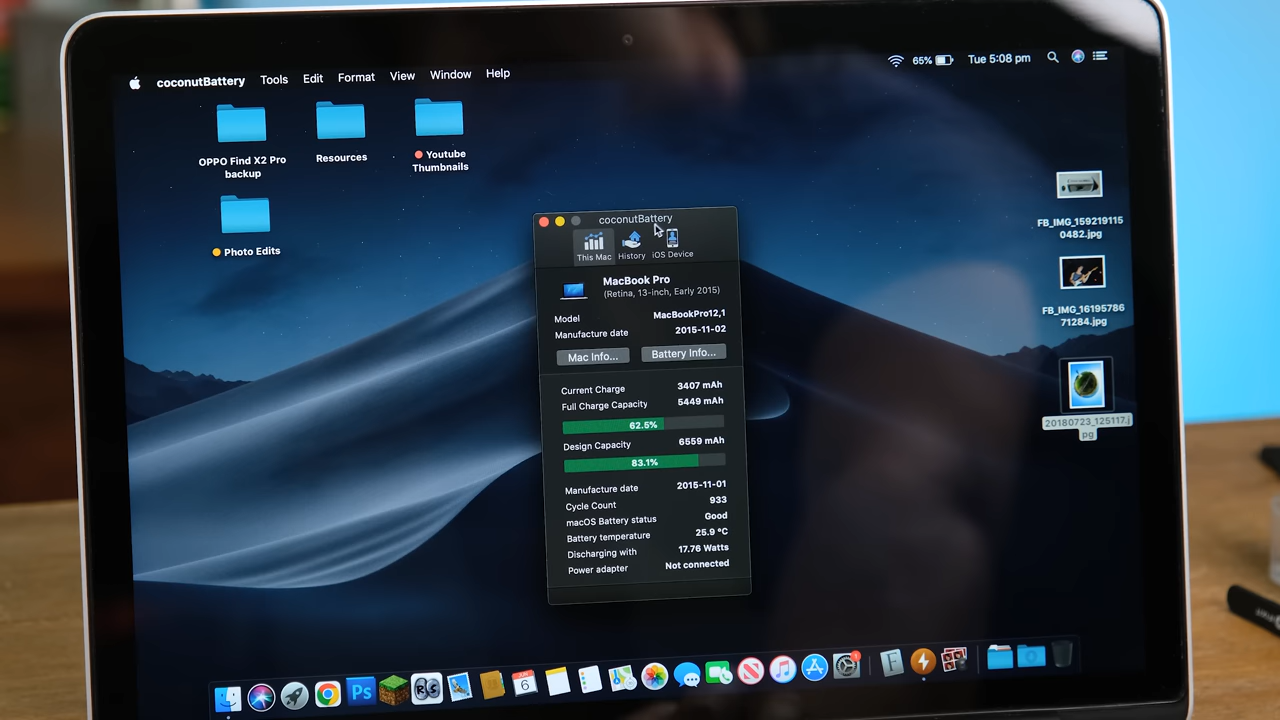 coconutBattery Tools Edit Format View Window Help
65% Tue 5:08 pm
OPPO Find X2 Pro
backup
Resources
Youtube
Thumbnails
Photo Edits
FB_IMG_159219115
0482.jpg
FB_IMG_16195786
71284.jpg
20180723_125117.j
pg
coconutBattery
This Mac History iOS Device
MacBook Pro
(Retina, 13-inch, Early 2015)
Model MacBookPro12,1
Manufacture date 2015-11-02
Mac Info... Battery Info...
Current Charge 3407 mAh
Full Charge Capacity 5449 mAh
62.5%
Design Capacity 6559 mAh
83.1%
Manufacture date 2015-11-01
Cycle Count 933
macOS Battery status Good
Battery temperature 25.9 °C
Discharging with 17.76 Watts
Power adapter Not connected
Ps
6
F
1